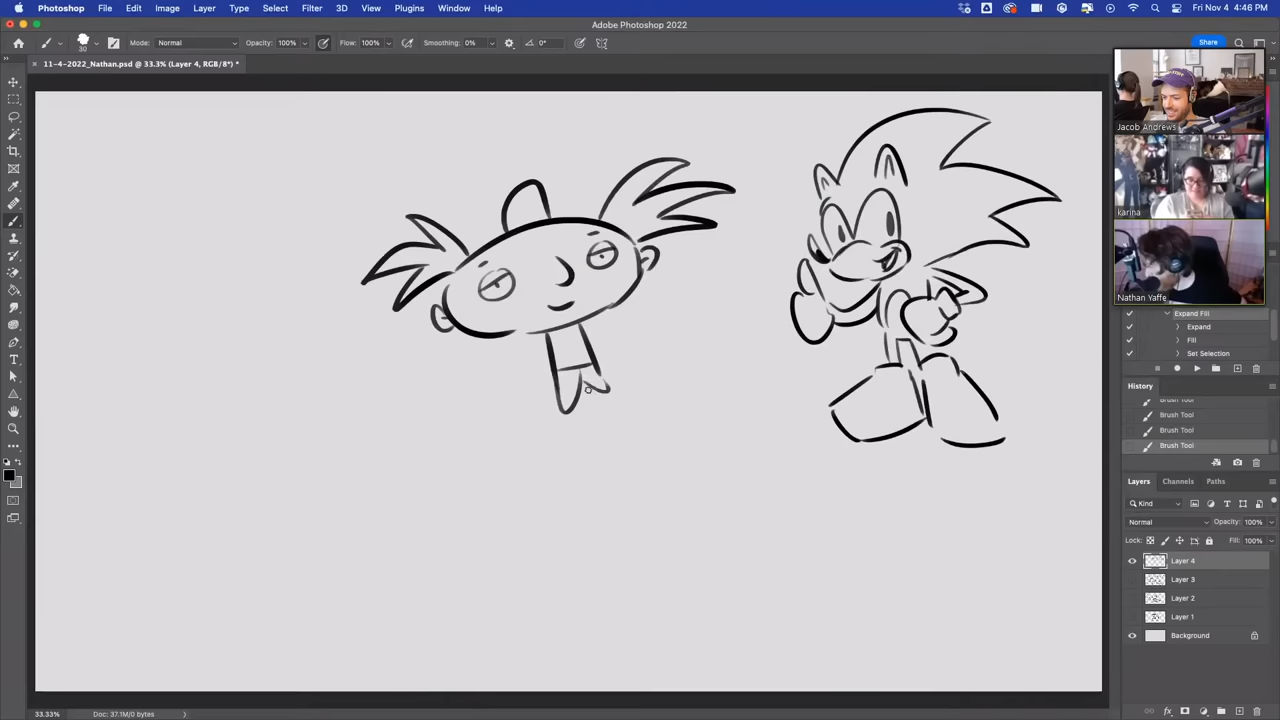 Photoshop File Edit Image Layer Type Select Filter 3D View Plugins Window Help Fri Nov 4 4:46 PM
Adobe Photoshop 2022
30 Mode: Normal Opacity: 100% Flow: 100% Smoothing: 0% 0° Share
11-4-2022_Nathan.psd @ 33.3% (Layer 4, RGB/8*) *
Jacob Andrews
karina
Nathan Yaffe
Expand Fill
Expand
Fill
Set Selection
History
Brush Tool
Brush Tool
Brush Tool
Brush Tool
Layers Channels Paths
Kind
Normal Opacity: 100%
Lock: Fill: 100%
Layer 4
Layer 3
Layer 2
Layer 1
Background
33.33% Doc: 37.1M/0 bytes